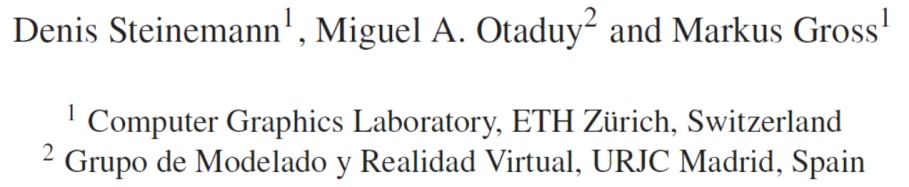 Denis Steinemann¹, Miguel A. Otaduy² and Markus Gross¹
¹ Computer Graphics Laboratory, ETH Zürich, Switzerland
² Grupo de Modelado y Realidad Virtual, URJC Madrid, Spain